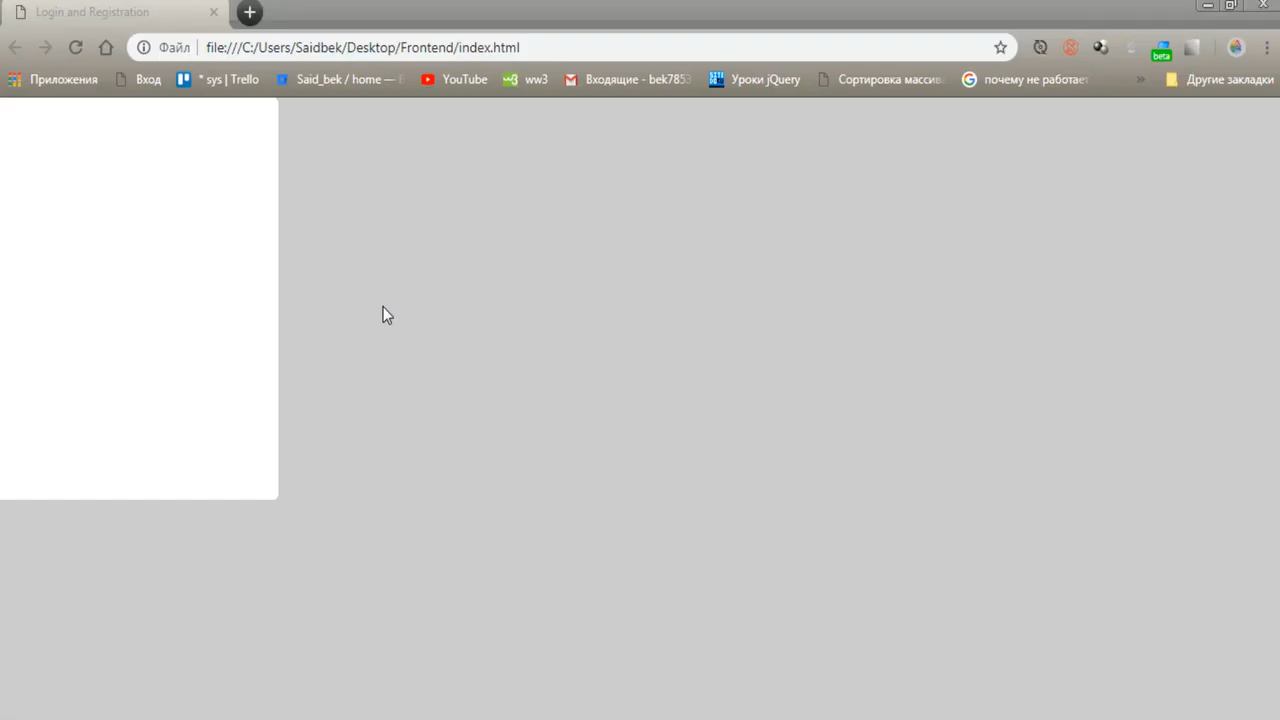 Login and Registration
Файл file:///C:/Users/Saidbek/Desktop/Frontend/index.html
beta
Приложения Вход * sys | Trello Said_bek / home — YouTube ww3 Входящие - bek7853 Уроки jQuery Сортировка массив почему не работает » Другие закладки